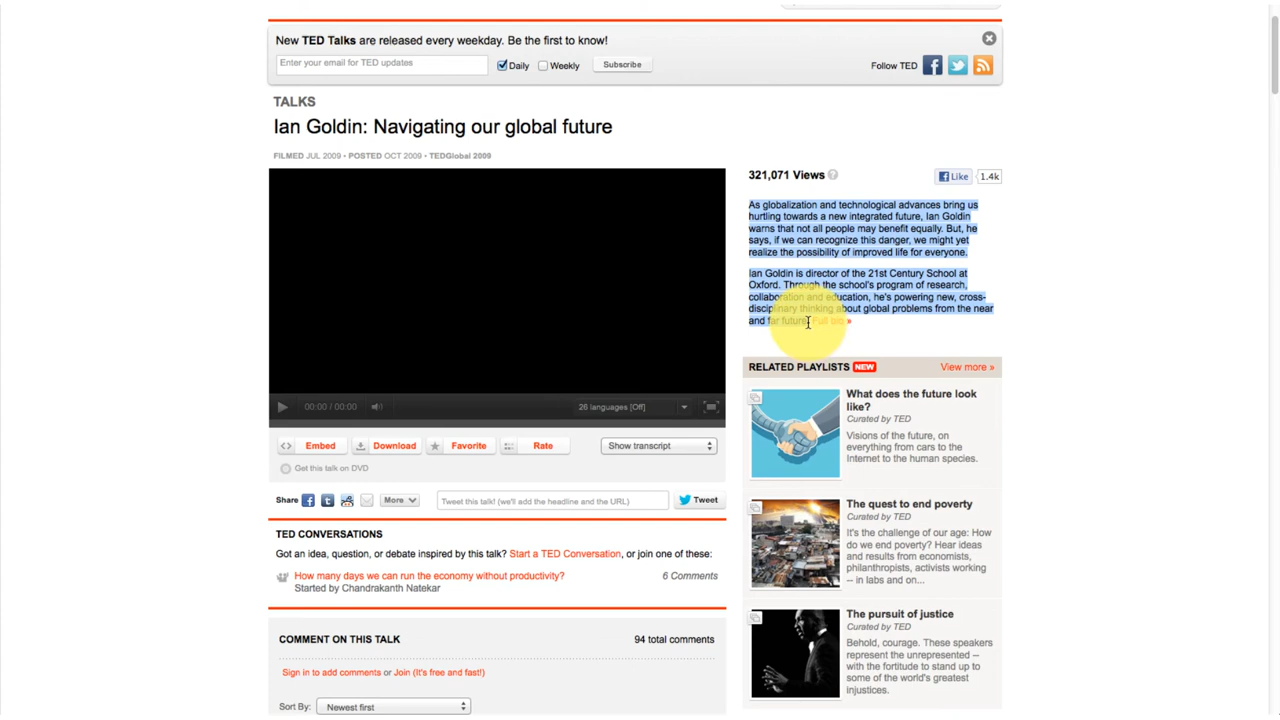 New TED Talks are released every weekday. Be the first to know!
Enter your email for TED updates
Daily
Weekly
Subscribe
Follow TED
TALKS
Ian Goldin: Navigating our global future
FILMED JUL 2009 • POSTED OCT 2009 • TEDGlobal 2009
321,071 Views ?
Like
1.4k
As globalization and technological advances bring us
hurtling towards a new integrated future, Ian Goldin
warns that not all people may benefit equally. But, he
says, if we can recognize this danger, we might yet
realize the possibility of improved life for everyone.
Ian Goldin is director of the 21st Century School at
Oxford. Through the school's program of research,
collaboration and education, he's powering new, cross-
disciplinary thinking about global problems from the near
and far future. Full bio »
00:00 / 00:00
26 languages [Off]
Embed
Download
Favorite
Rate
Show transcript
Get this talk on DVD
Share
More
Tweet this talk! (we'll add the headline and the URL)
Tweet
TED CONVERSATIONS
Got an idea, question, or debate inspired by this talk? Start a TED Conversation, or join one of these:
How many days we can run the economy without productivity?
6 Comments
Started by Chandrakanth Natekar
COMMENT ON THIS TALK
94 total comments
Sign in to add comments or Join (It's free and fast!)
Sort By:
Newest first
RELATED PLAYLISTS NEW
View more »
What does the future look
like?
Curated by TED
Visions of the future, on
everything from cars to the
Internet to the human species.
The quest to end poverty
Curated by TED
It's the challenge of our age: How
do we end poverty? Hear ideas
and results from economists,
philanthropists, activists working
-- in labs and on...
The pursuit of justice
Curated by TED
Behold, courage. These speakers
represent the unrepresented --
with the fortitude to stand up to
some of the world's greatest
injustices.